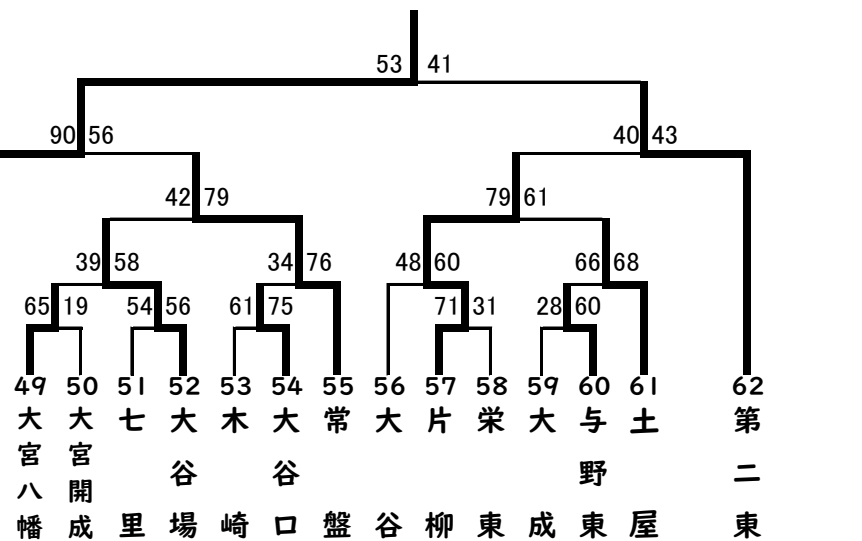 53 41
90 56 40 43
42 79 79 61
39 58 34 76 48 60 66 68
65 19 54 56 61 75 71 31 28 60
49 50 51 52 53 54 55 56 57 58 59 60 61 62
大宮八幡
大宮開成
七里
大谷場
木崎
大谷口
常盤
大谷
片柳
栄東
大成
与野東
土屋
第二東